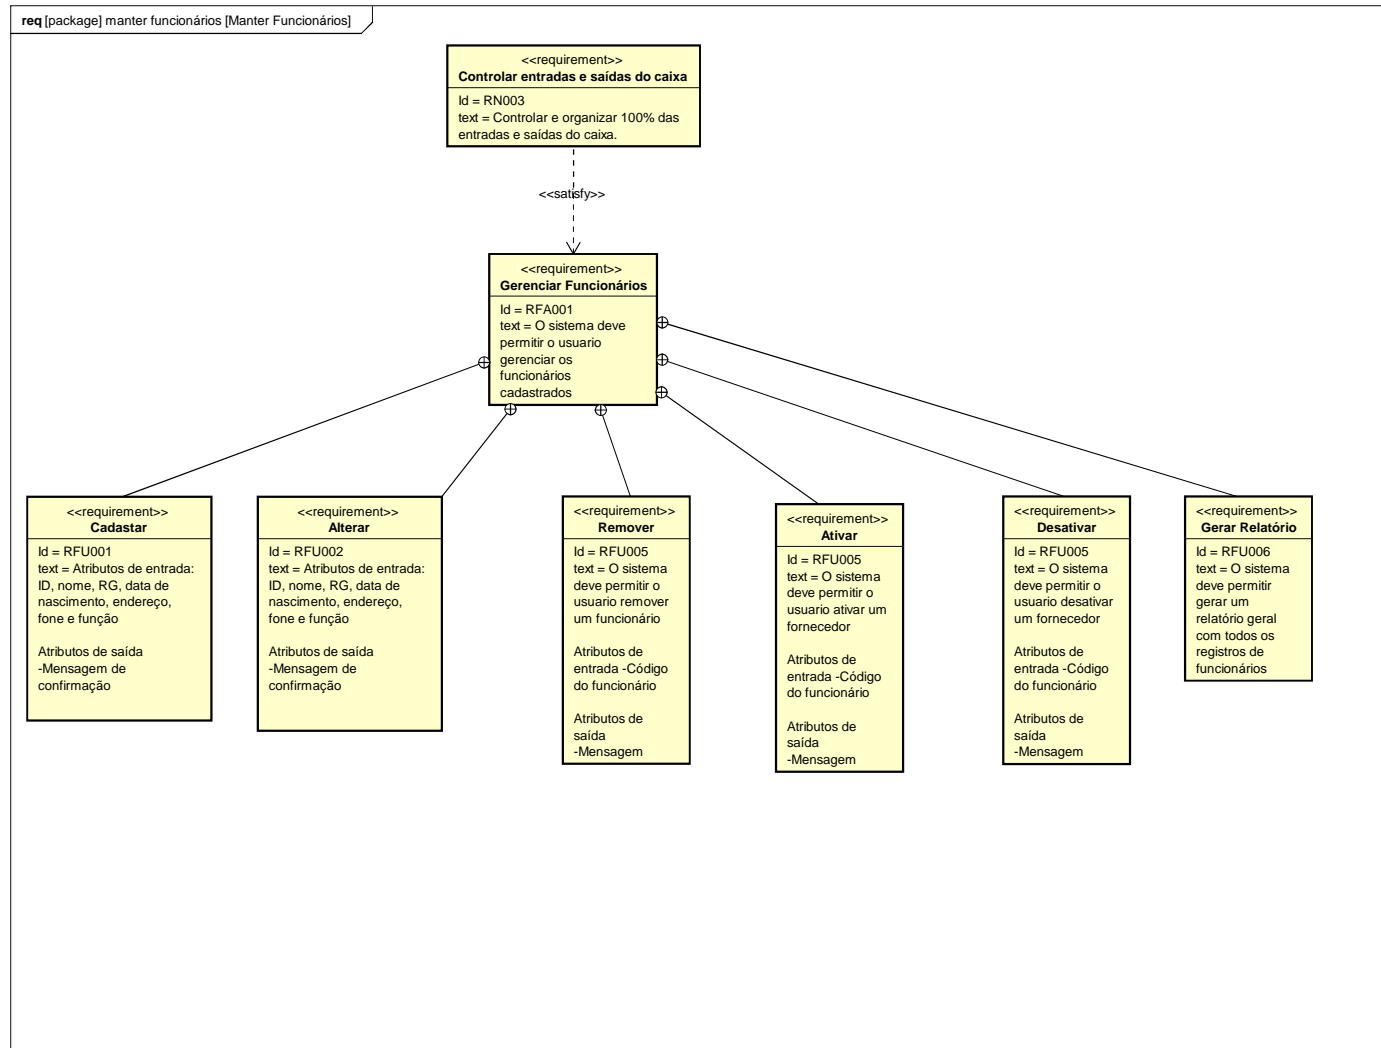 req [package] manter funcionários [Manter Funcionários]
<<requirement>>
Controlar entradas e saídas do caixa
Id = RN003
text = Controlar e organizar 100% das
entradas e saídas do caixa.
<<satisfy>>
<<requirement>>
Gerenciar Funcionários
Id = RFA001
text = O sistema deve
permitir o usuario
gerenciar os
funcionários
cadastrados
<<requirement>>
Cadastar
Id = RFU001
text = Atributos de entrada:
ID, nome, RG, data de
nascimento, endereço,
fone e função
Atributos de saída
-Mensagem de
confirmação
<<requirement>>
Alterar
Id = RFU002
text = Atributos de entrada:
ID, nome, RG, data de
nascimento, endereço,
fone e função
Atributos de saída
-Mensagem de
confirmação
<<requirement>>
Remover
Id = RFU005
text = O sistema
deve permitir o
usuario remover
um funcionário
Atributos de
entrada -Código
do funcionário
Atributos de
saída
-Mensagem
<<requirement>>
Ativar
Id = RFU005
text = O sistema
deve permitir o
usuario ativar um
fornecedor
Atributos de
entrada -Código
do funcionário
Atributos de
saída
-Mensagem
<<requirement>>
Desativar
Id = RFU005
text = O sistema
deve permitir o
usuario desativar
um fornecedor
Atributos de
entrada -Código
do funcionário
Atributos de
saída
-Mensagem
<<requirement>>
Gerar Relatório
Id = RFU006
text = O sistema
deve permitir
gerar um
relatório geral
com todos os
registros de
funcionários